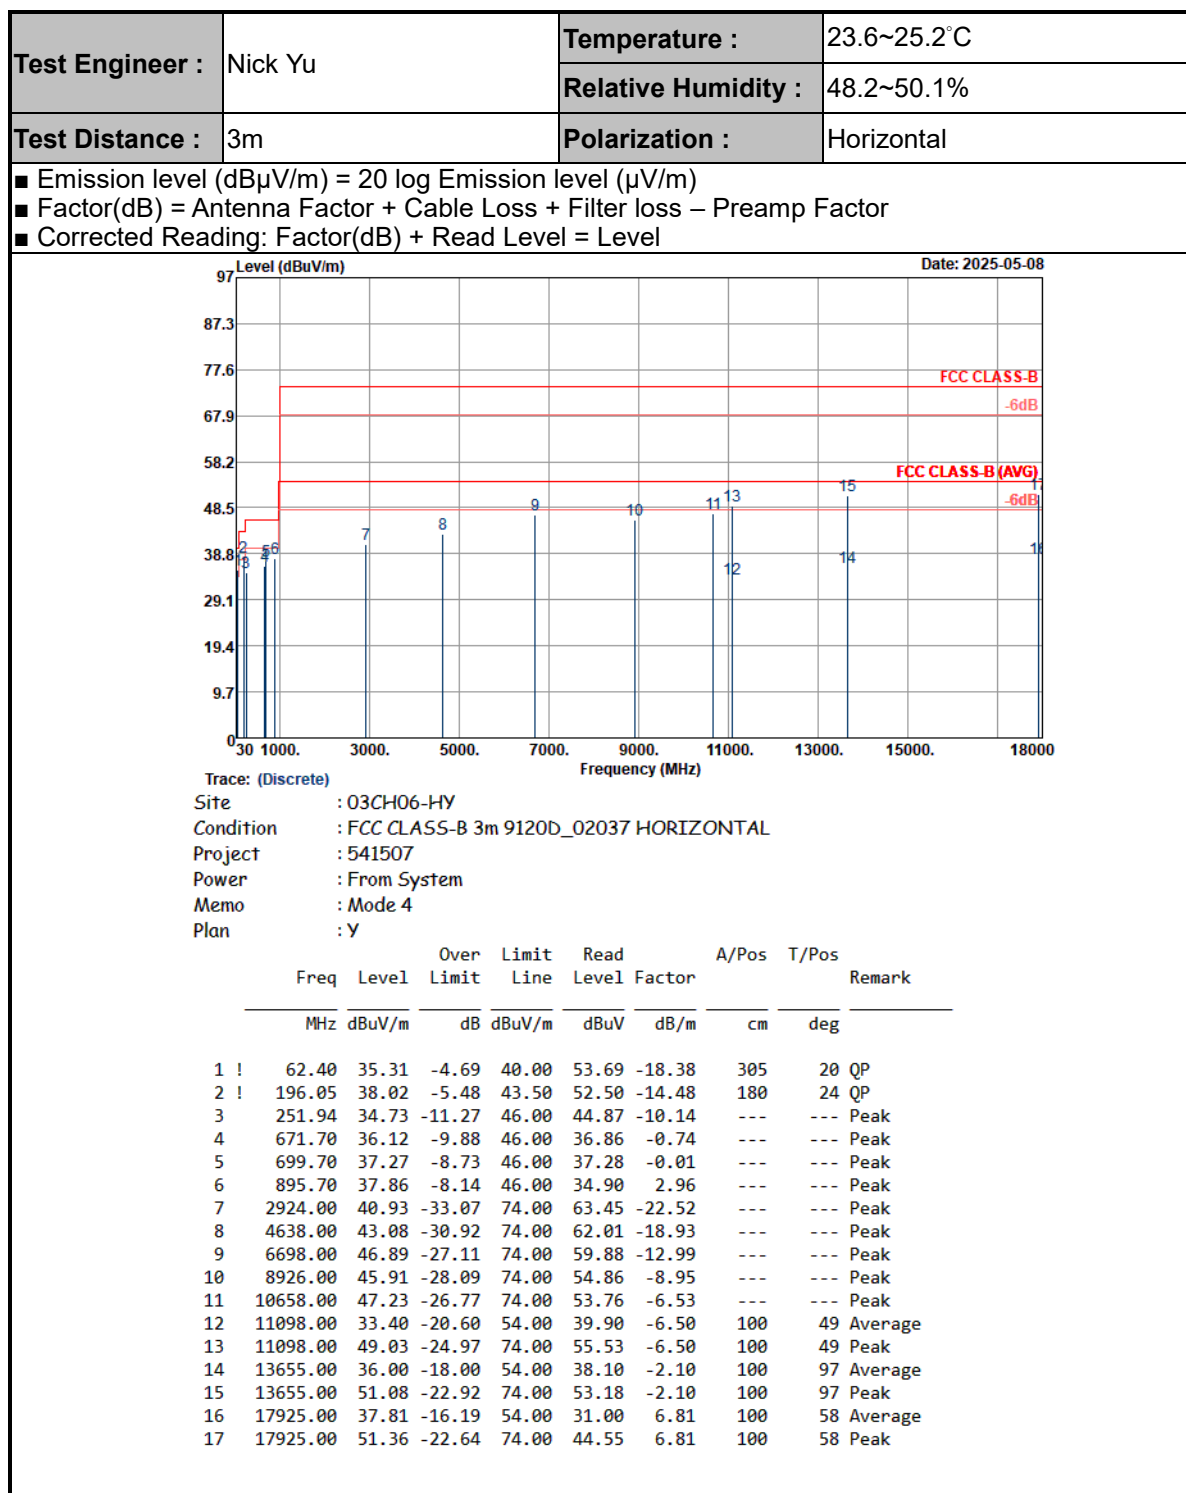 Test Engineer : Nick Yu Temperature : 23.6~25.2°C
Relative Humidity : 48.2~50.1%
Test Distance : 3m Polarization : Horizontal
■ Emission level (dBμV/m) = 20 log Emission level (μV/m)
■ Factor(dB) = Antenna Factor + Cable Loss + Filter loss – Preamp Factor
■ Corrected Reading: Factor(dB) + Read Level = Level
97 Level (dBuV/m) Date: 2025-05-08
87.3
77.6
FCC CLASS-B
-6dB
67.9
58.2
FCC CLASS-B (AVG)
15 17
13
-6dB
9 11
48.5 10
8
7
2 5 6 14 16
38.8
1 3 4 12
29.1
19.4
9.7
0
30 1000. 3000. 5000. 7000. 9000. 11000. 13000. 15000. 18000
Frequency (MHz)
Trace: (Discrete)
Site : 03CH06-HY
Condition : FCC CLASS-B 3m 9120D_02037 HORIZONTAL
Project : 541507
Power : From System
Memo : Mode 4
Plan : Y
Over Limit Read A/Pos T/Pos
Freq Level Limit Line Level Factor Remark
MHz dBuV/m dB dBuV/m dBuV dB/m cm deg
1 ! 62.40 35.31 -4.69 40.00 53.69 -18.38 305 20 QP
2 ! 196.05 38.02 -5.48 43.50 52.50 -14.48 180 24 QP
3 251.94 34.73 -11.27 46.00 44.87 -10.14 --- --- Peak
4 671.70 36.12 -9.88 46.00 36.86 -0.74 --- --- Peak
5 699.70 37.27 -8.73 46.00 37.28 -0.01 --- --- Peak
6 895.70 37.86 -8.14 46.00 34.90 2.96 --- --- Peak
7 2924.00 40.93 -33.07 74.00 63.45 -22.52 --- --- Peak
8 4638.00 43.08 -30.92 74.00 62.01 -18.93 --- --- Peak
9 6698.00 46.89 -27.11 74.00 59.88 -12.99 --- --- Peak
10 8926.00 45.91 -28.09 74.00 54.86 -8.95 --- --- Peak
11 10658.00 47.23 -26.77 74.00 53.76 -6.53 --- --- Peak
12 11098.00 33.40 -20.60 54.00 39.90 -6.50 100 49 Average
13 11098.00 49.03 -24.97 74.00 55.53 -6.50 100 49 Peak
14 13655.00 36.00 -18.00 54.00 38.10 -2.10 100 97 Average
15 13655.00 51.08 -22.92 74.00 53.18 -2.10 100 97 Peak
16 17925.00 37.81 -16.19 54.00 31.00 6.81 100 58 Average
17 17925.00 51.36 -22.64 74.00 44.55 6.81 100 58 Peak